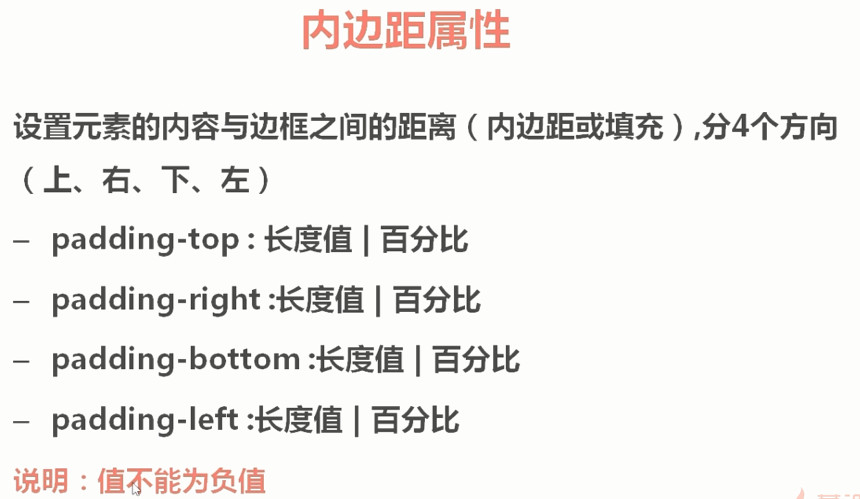 内边距属性
设置元素的内容与边框之间的距离（内边距或填充）,分4个方向
（上、右、下、左）
– padding-top : 长度值 | 百分比
– padding-right :长度值 | 百分比
– padding-bottom :长度值 | 百分比
– padding-left :长度值 | 百分比
说明：值不能为负值